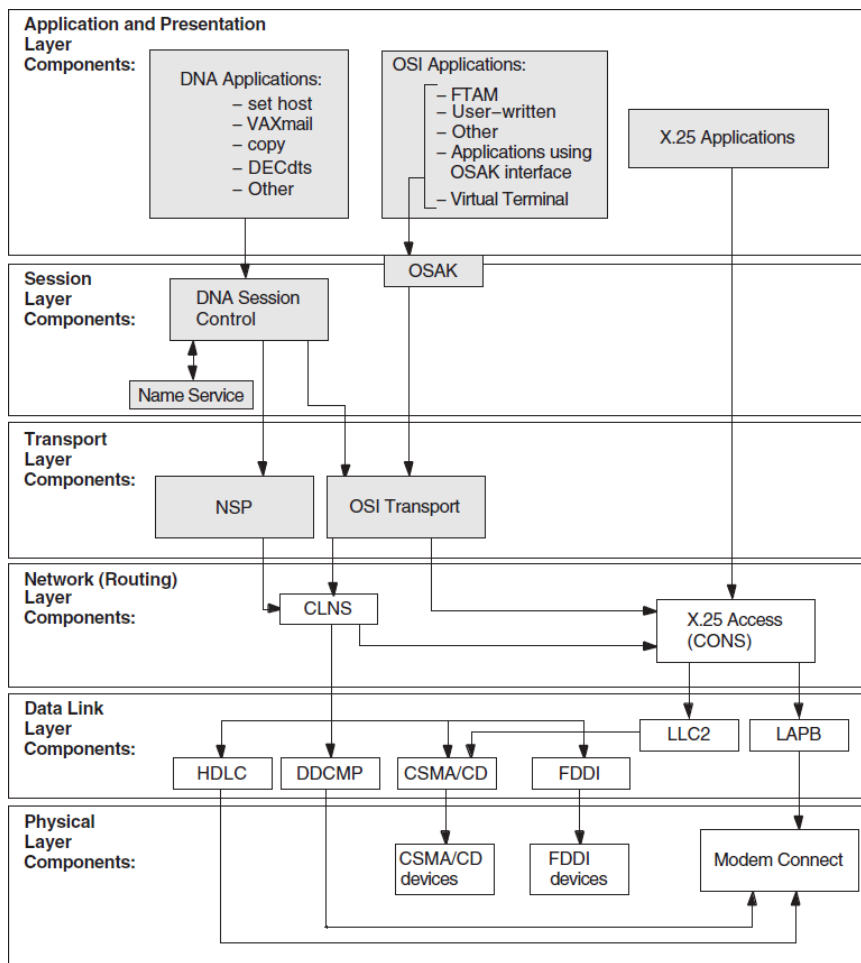 Application and Presentation
Layer
Components:
DNA Applications:
– set host
– VAXmail
– copy
– DECdts
– Other
OSI Applications:
– FTAM
– User–written
– Other
– Applications using
OSAK interface
– Virtual Terminal
X.25 Applications
OSAK
Session
Layer
Components:
DNA Session
Control
Name Service
Transport
Layer
Components:
NSP
OSI Transport
Network (Routing)
Layer
Components:
CLNS
X.25 Access
(CONS)
Data Link
Layer
Components:
LLC2
LAPB
HDLC
DDCMP
CSMA/CD
FDDI
Physical
Layer
Components:
CSMA/CD
devices
FDDI
devices
Modem Connect